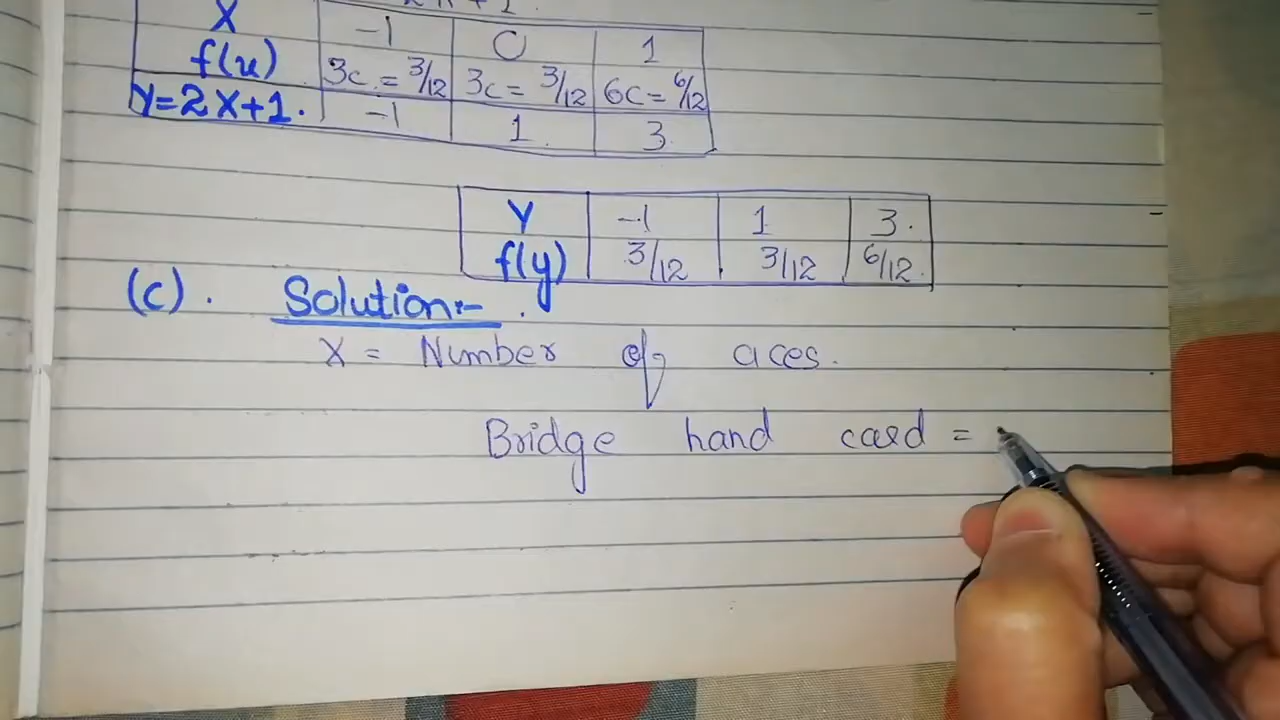 X -1 0 1
f(x) 3c = 3/12 3c = 3/12 6c = 6/12
Y=2X+1. -1 1. 3
Y -1 1 3.
f(y) 3/12 3/12 6/12.
(c). Solution:-
X = Number of aces.
Bridge hand card =